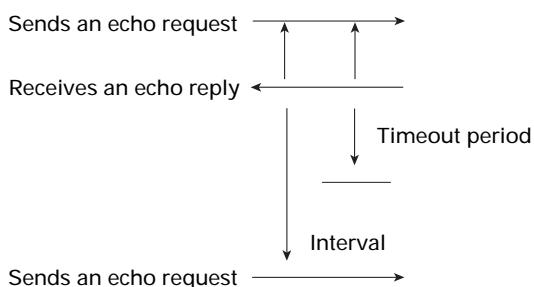 Sends an echo request
Receives an echo reply
Timeout period
Interval
Sends an echo request